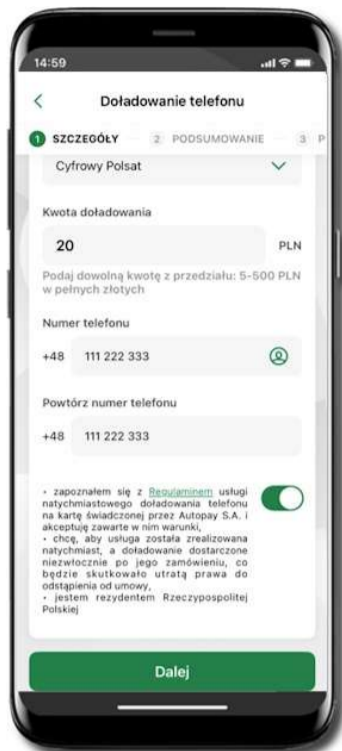 14:59
Doładowanie telefonu
1 SZCZEGÓŁY 2 PODSUMOWANIE 3 P
Cyfrowy Polsat
Kwota doładowania
20 PLN
Podaj dowolną kwotę z przedziału: 5-500 PLN
w pełnych złotych
Numer telefonu
+48 111 222 333
Powtórz numer telefonu
+48 111 222 333
• zapoznałem się z Regulaminem usługi
natychmiastowego doładowania telefonu
na kartę świadczonej przez Autopay S.A. i
akceptuję zawarte w nim warunki,
• chcę, aby usługa została zrealizowana
natychmiast, a doładowanie dostarczone
niezwłocznie po jego zamówieniu, co
będzie skutkowało utratą prawa do
odstąpienia od umowy,
• jestem rezydentem Rzeczypospolitej
Polskiej
Dalej